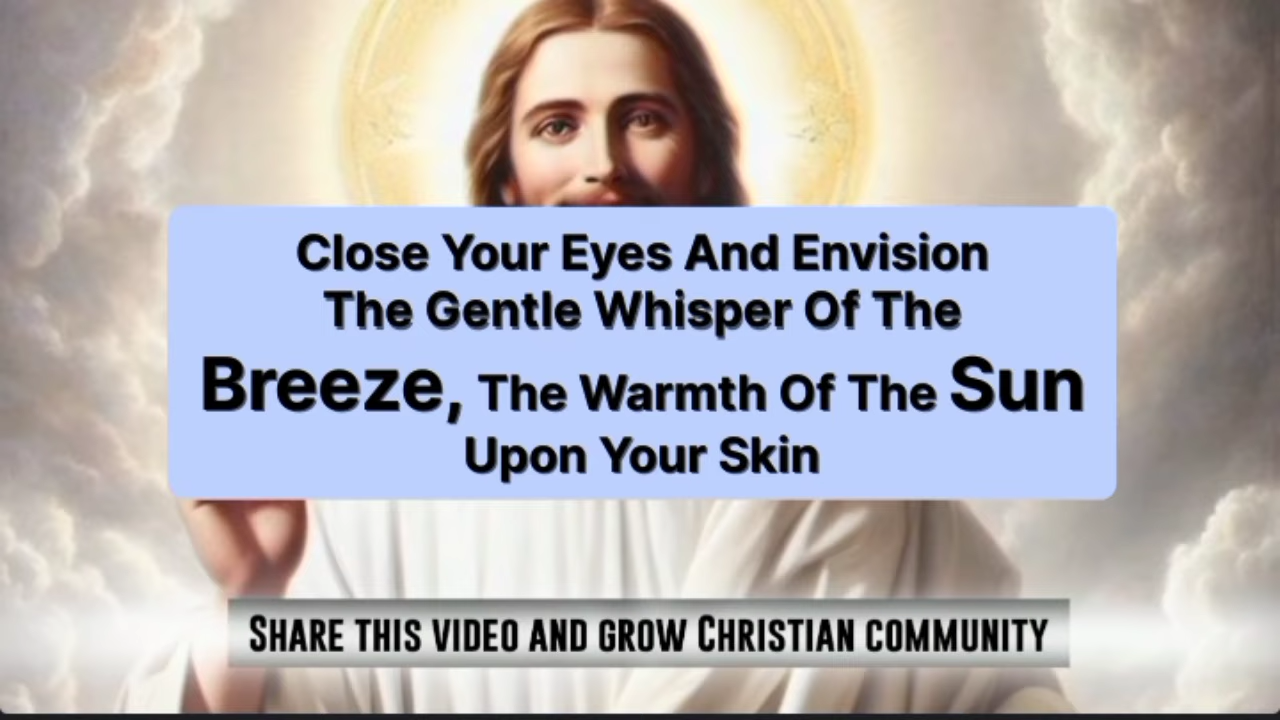 Close Your Eyes And Envision
The Gentle Whisper Of The
Breeze, The Warmth Of The Sun
Upon Your Skin
Share this video and grow Christian community